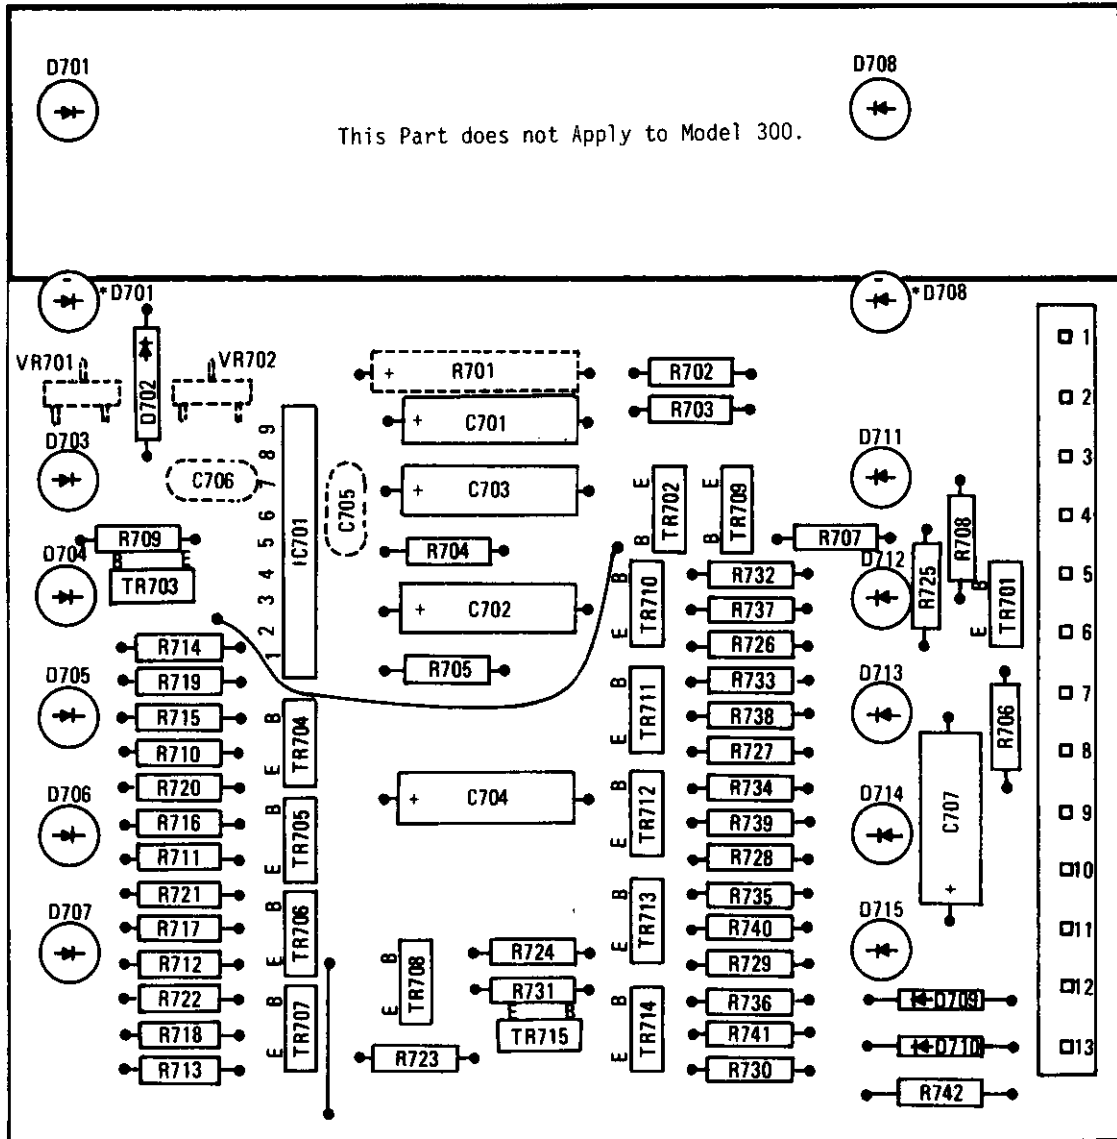 D701
D708
This Part does not Apply to Model 300.
*D701
*D708
VR701
D702
VR702
R701
R702
C701
R703
D703
C706
9
8
7
6
5
4
3
2
1
IC701
C705
C703
E
B
TR702
E
B
TR709
D711
R709
B
E
TR703
D704
R704
R707
D712
R708
R725
B
E
TR701
C702
B
E
TR710
R732
R737
R726
R714
R705
D705
R719
R715
R710
B
E
TR704
B
E
TR711
R733
R738
R727
D713
R706
D706
R720
R716
R711
B
E
TR705
C704
B
E
TR712
R734
R739
R728
D714
C707
+
D707
R721
R717
R712
B
E
TR706
B
E
TR708
R724
B
E
TR713
R735
R740
R729
D715
R722
R718
R713
B
E
TR707
R723
R731
E
B
TR715
B
E
TR714
R736
R741
R730
D709
D710
R742
1
2
3
4
5
6
7
8
9
10
11
12
13
+
+
+
+
+